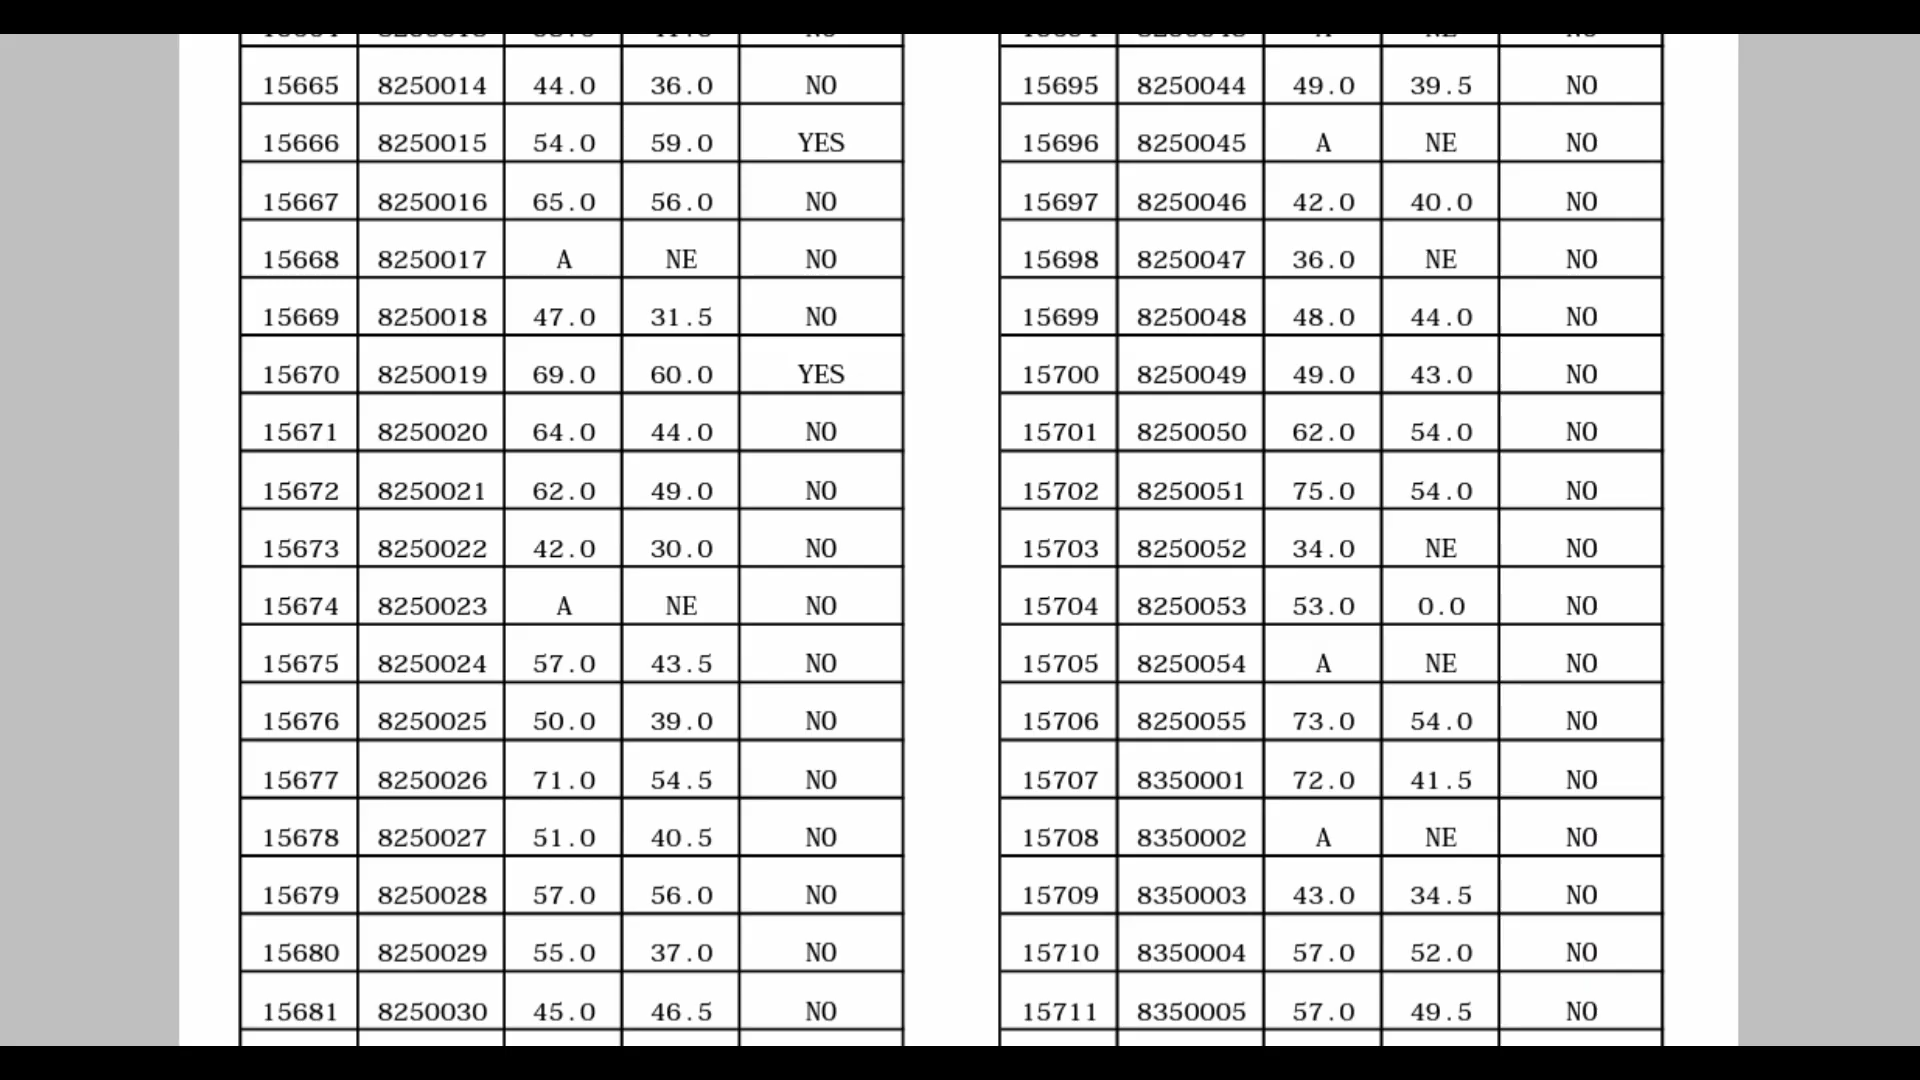 15665 8250014 44.0 36.0 NO
15666 8250015 54.0 59.0 YES
15667 8250016 65.0 56.0 NO
15668 8250017 A NE NO
15669 8250018 47.0 31.5 NO
15670 8250019 69.0 60.0 YES
15671 8250020 64.0 44.0 NO
15672 8250021 62.0 49.0 NO
15673 8250022 42.0 30.0 NO
15674 8250023 A NE NO
15675 8250024 57.0 43.5 NO
15676 8250025 50.0 39.0 NO
15677 8250026 71.0 54.5 NO
15678 8250027 51.0 40.5 NO
15679 8250028 57.0 56.0 NO
15680 8250029 55.0 37.0 NO
15681 8250030 45.0 46.5 NO
15695 8250044 49.0 39.5 NO
15696 8250045 A NE NO
15697 8250046 42.0 40.0 NO
15698 8250047 36.0 NE NO
15699 8250048 48.0 44.0 NO
15700 8250049 49.0 43.0 NO
15701 8250050 62.0 54.0 NO
15702 8250051 75.0 54.0 NO
15703 8250052 34.0 NE NO
15704 8250053 53.0 0.0 NO
15705 8250054 A NE NO
15706 8250055 73.0 54.0 NO
15707 8350001 72.0 41.5 NO
15708 8350002 A NE NO
15709 8350003 43.0 34.5 NO
15710 8350004 57.0 52.0 NO
15711 8350005 57.0 49.5 NO